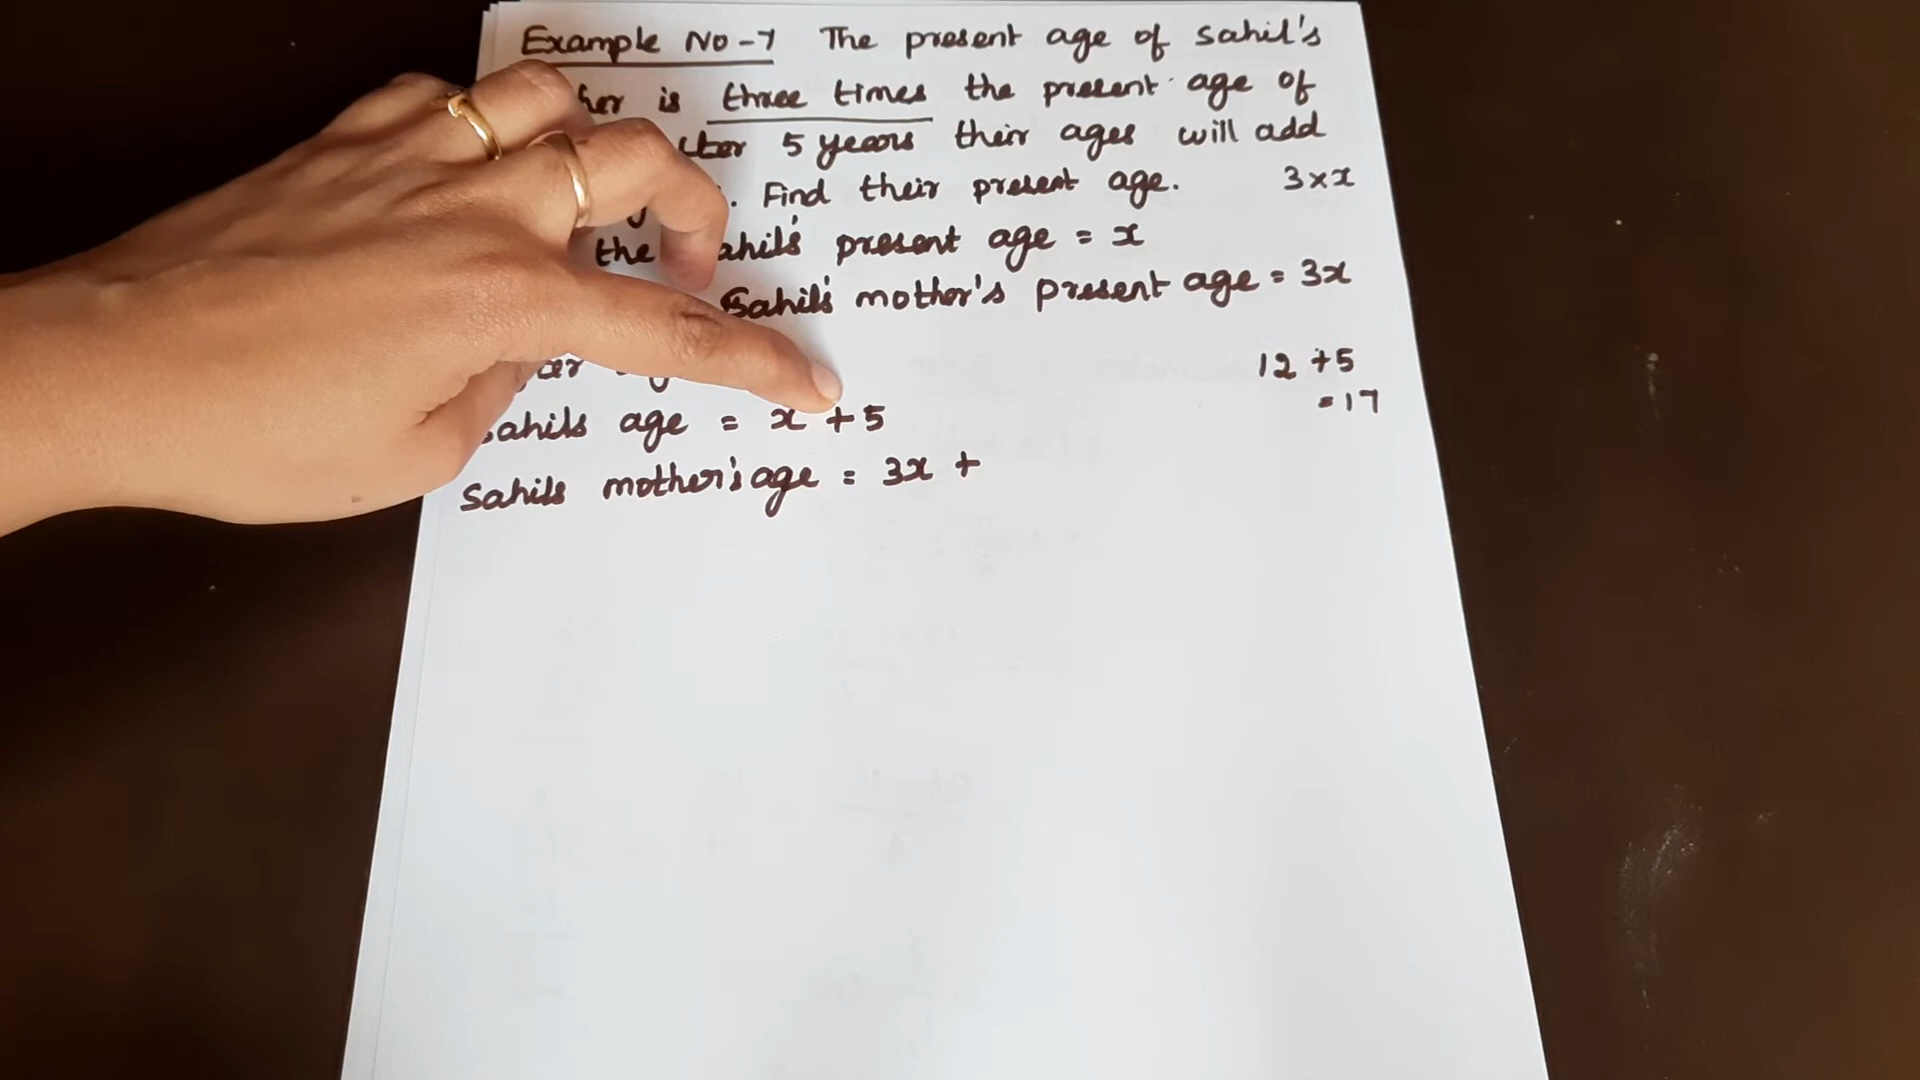 Example No-7 The present age of Sahil's
is three times the present age of
5 years their ages will add
. Find their present age. 3×x
the present age = x
Sahil's mother's present age = 3x
12 +5
=17
age = x +5
Sahils mother's age = 3x +